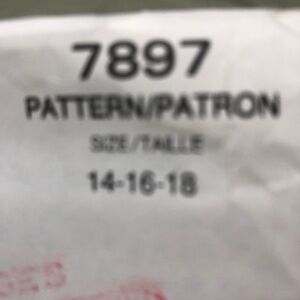 7897
PATTERN/PATRON
SIZE/TAILLE
14-16-18